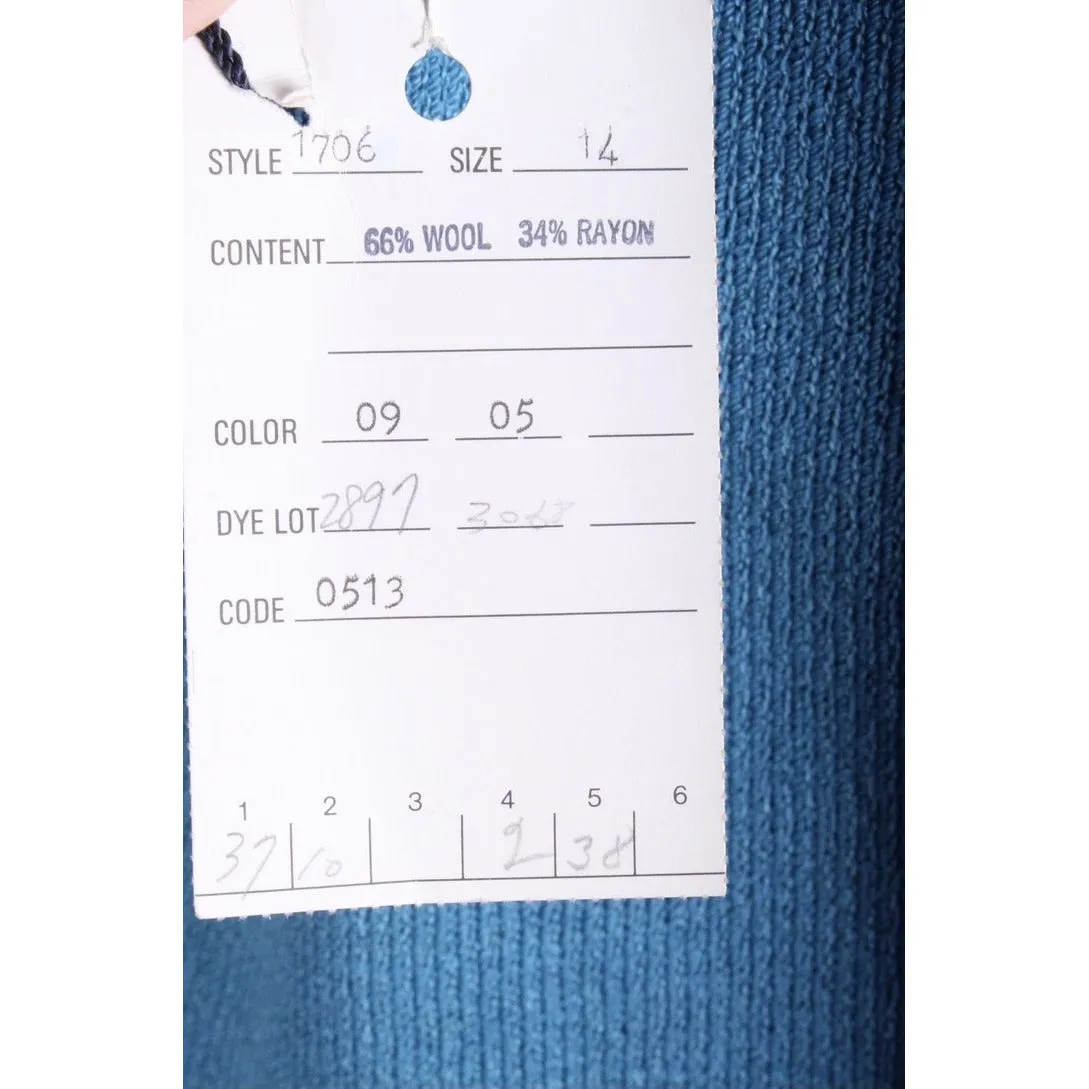 STYLE 1706 SIZE 14
CONTENT 66% WOOL 34% RAYON
COLOR 09 05
DYE LOT 2897 3068
CODE 0513
1 2 3 4 5 6
37 10 2 38